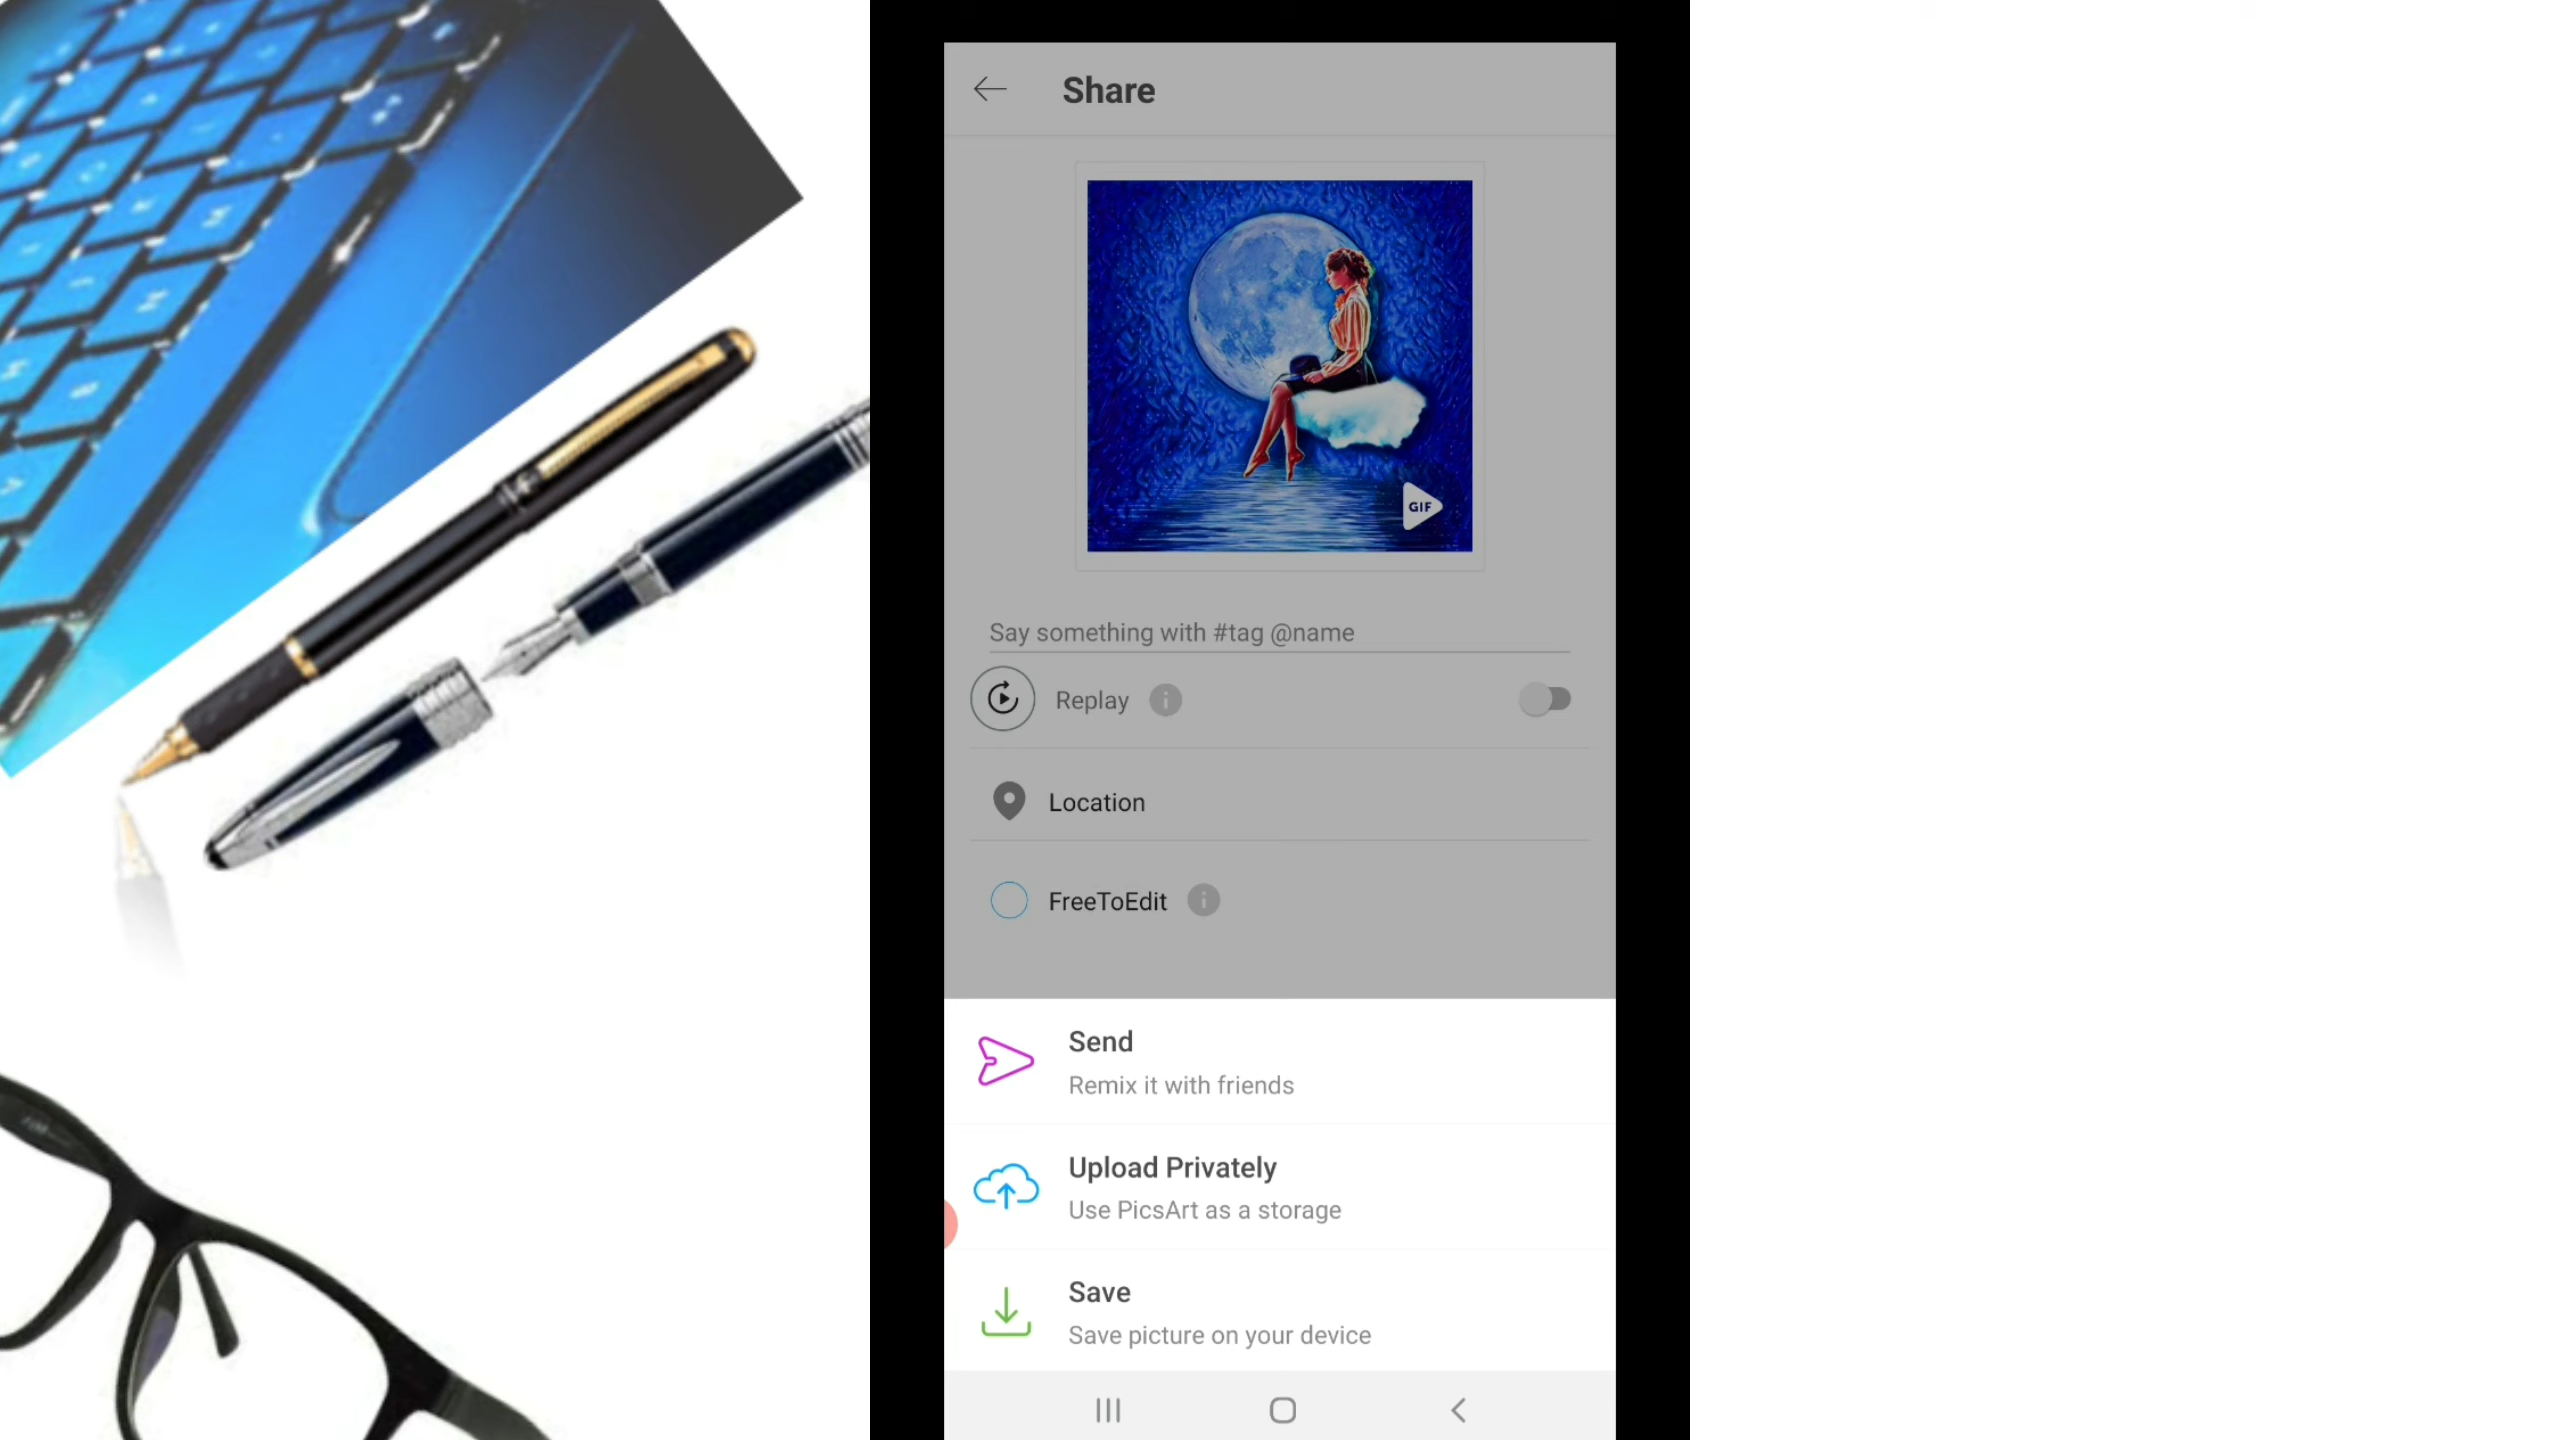 Share
GIF
Say something with #tag @name
Replay
Location
FreeToEdit
Send
Remix it with friends
Upload Privately
Use PicsArt as a storage
Save
Save picture on your device